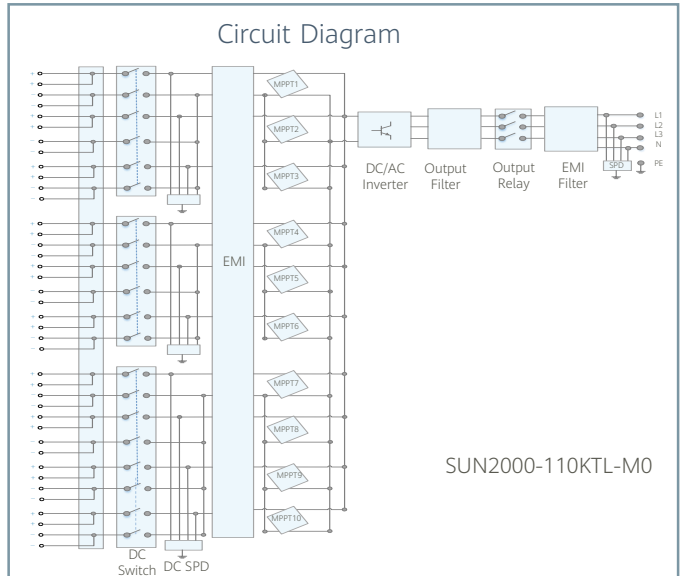 Circuit Diagram
MPPT1
MPPT2
MPPT3
MPPT4
MPPT5
MPPT6
MPPT7
MPPT8
MPPT9
MPPT10
EMI
DC
Switch
DC SPD
DC/AC
Inverter
Output
Filter
Output
Relay
EMI
Filter
L1
L2
L3
N
PE
SPD
SUN2000-110KTL-M0